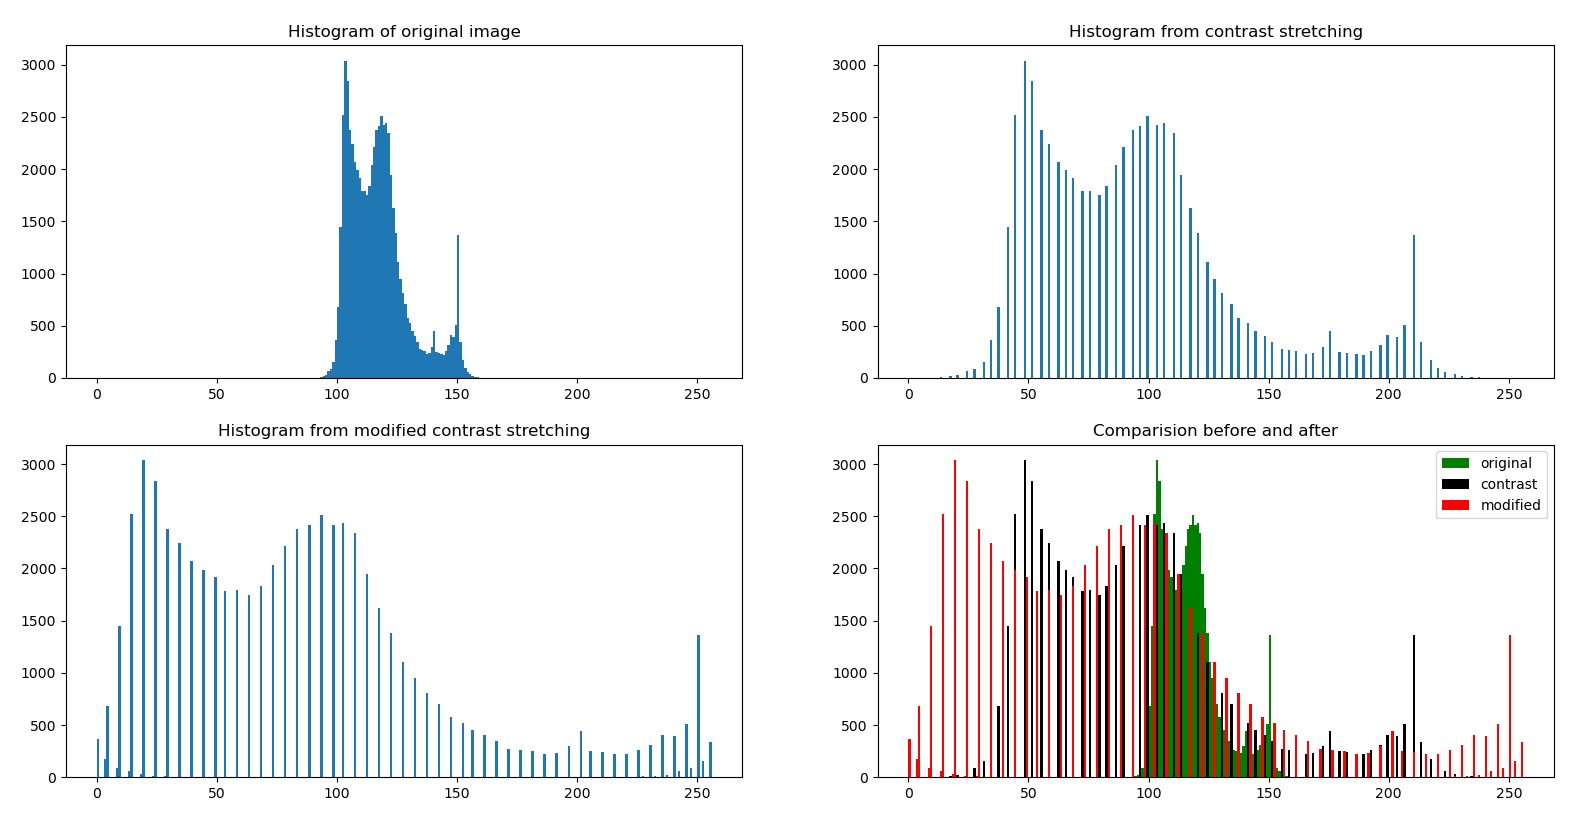 Histogram of original image
3000
2500
2000
1500
1000
500
0
0 50 100 150 200 250
Histogram from contrast stretching
3000
2500
2000
1500
1000
500
0
0 50 100 150 200 250
Histogram from modified contrast stretching
3000
2500
2000
1500
1000
500
0
0 50 100 150 200 250
Comparision before and after
original
contrast
modified
3000
2500
2000
1500
1000
500
0
0 50 100 150 200 250